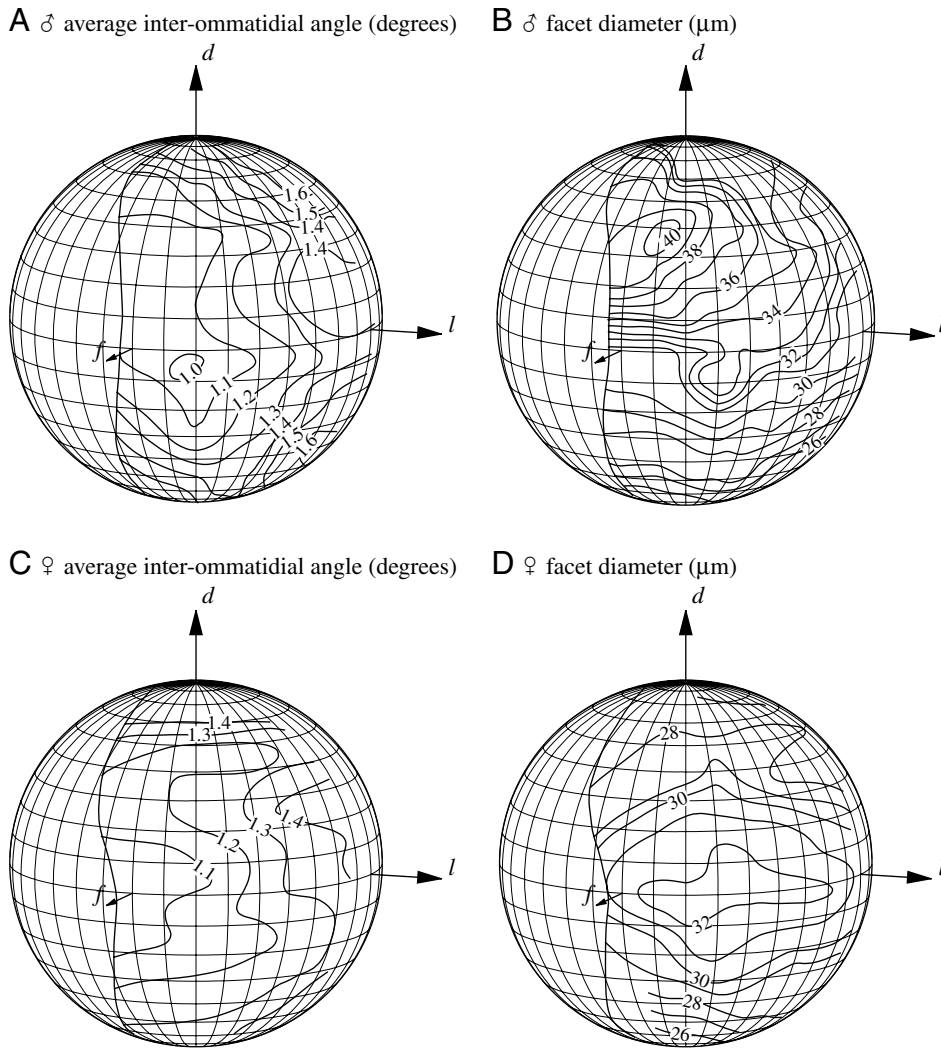 A ♂ average inter-ommatidial angle (degrees)
d
1.6
1.5
1.4
1.4
l
f
1.0
1.1
1.2
1.3
1.4
1.5
1.6
B ♂ facet diameter (μm)
d
40
38
36
34
l
f
32
30
28
26
C ♀ average inter-ommatidial angle (degrees)
d
1.4
1.3
1.4
1.3
1.2
1.1
l
f
D ♀ facet diameter (μm)
d
28
30
l
f
32
30
28
26